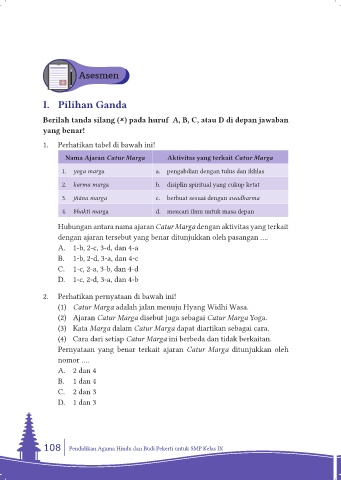 Asesmen
I. Pilihan Ganda
Berilah tanda silang (×) pada huruf A, B, C, atau D di depan jawaban
yang benar!
1. Perhatikan tabel di bawah ini!
Nama Ajaran Catur Marga Aktivitas yang terkait Catur Marga
1. yoga marga a. pengabdian dengan tulus dan ikhlas
2. karma marga b. disiplin spiritual yang cukup ketat
3. jnāna marga c. berbuat sesuai dengan swadharma
4. bhakti marga d. mencari ilmu untuk masa depan
Hubungan antara nama ajaran Catur Marga dengan aktivitas yang terkait
dengan ajaran tersebut yang benar ditunjukkan oleh pasangan ....
A. 1-b, 2-c, 3-d, dan 4-a
B. 1-b, 2-d, 3-a, dan 4-c
C. 1-c, 2-a, 3-b, dan 4-d
D. 1-c, 2-d, 3-a, dan 4-b
2. Perhatikan pernyataan di bawah ini!
(1) Catur Marga adalah jalan menuju Hyang Widhi Wasa.
(2) Ajaran Catur Marga disebut juga sebagai Catur Marga Yoga.
(3) Kata Marga dalam Catur Marga dapat diartikan sebagai cara.
(4) Cara dari setiap Catur Marga ini berbeda dan tidak berkaitan.
Pernyataan yang benar terkait ajaran Catur Marga ditunjukkan oleh
nomor ....
A. 2 dan 4
B. 1 dan 4
C. 2 dan 3
D. 1 dan 3
108 Pendidikan Agama Hindu dan Budi Pekerti untuk SMP Kelas IX